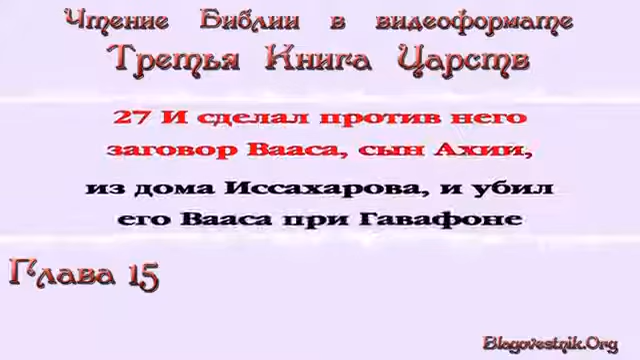 Чтение Библии в видеоформате
Третья Книга Царств
27 И сделал против него
заговор Вааса, сын Ахии,
из дома Иссахарова, и убил
его Вааса при Гавафоне
Глава 15
Blagovestnik.Org